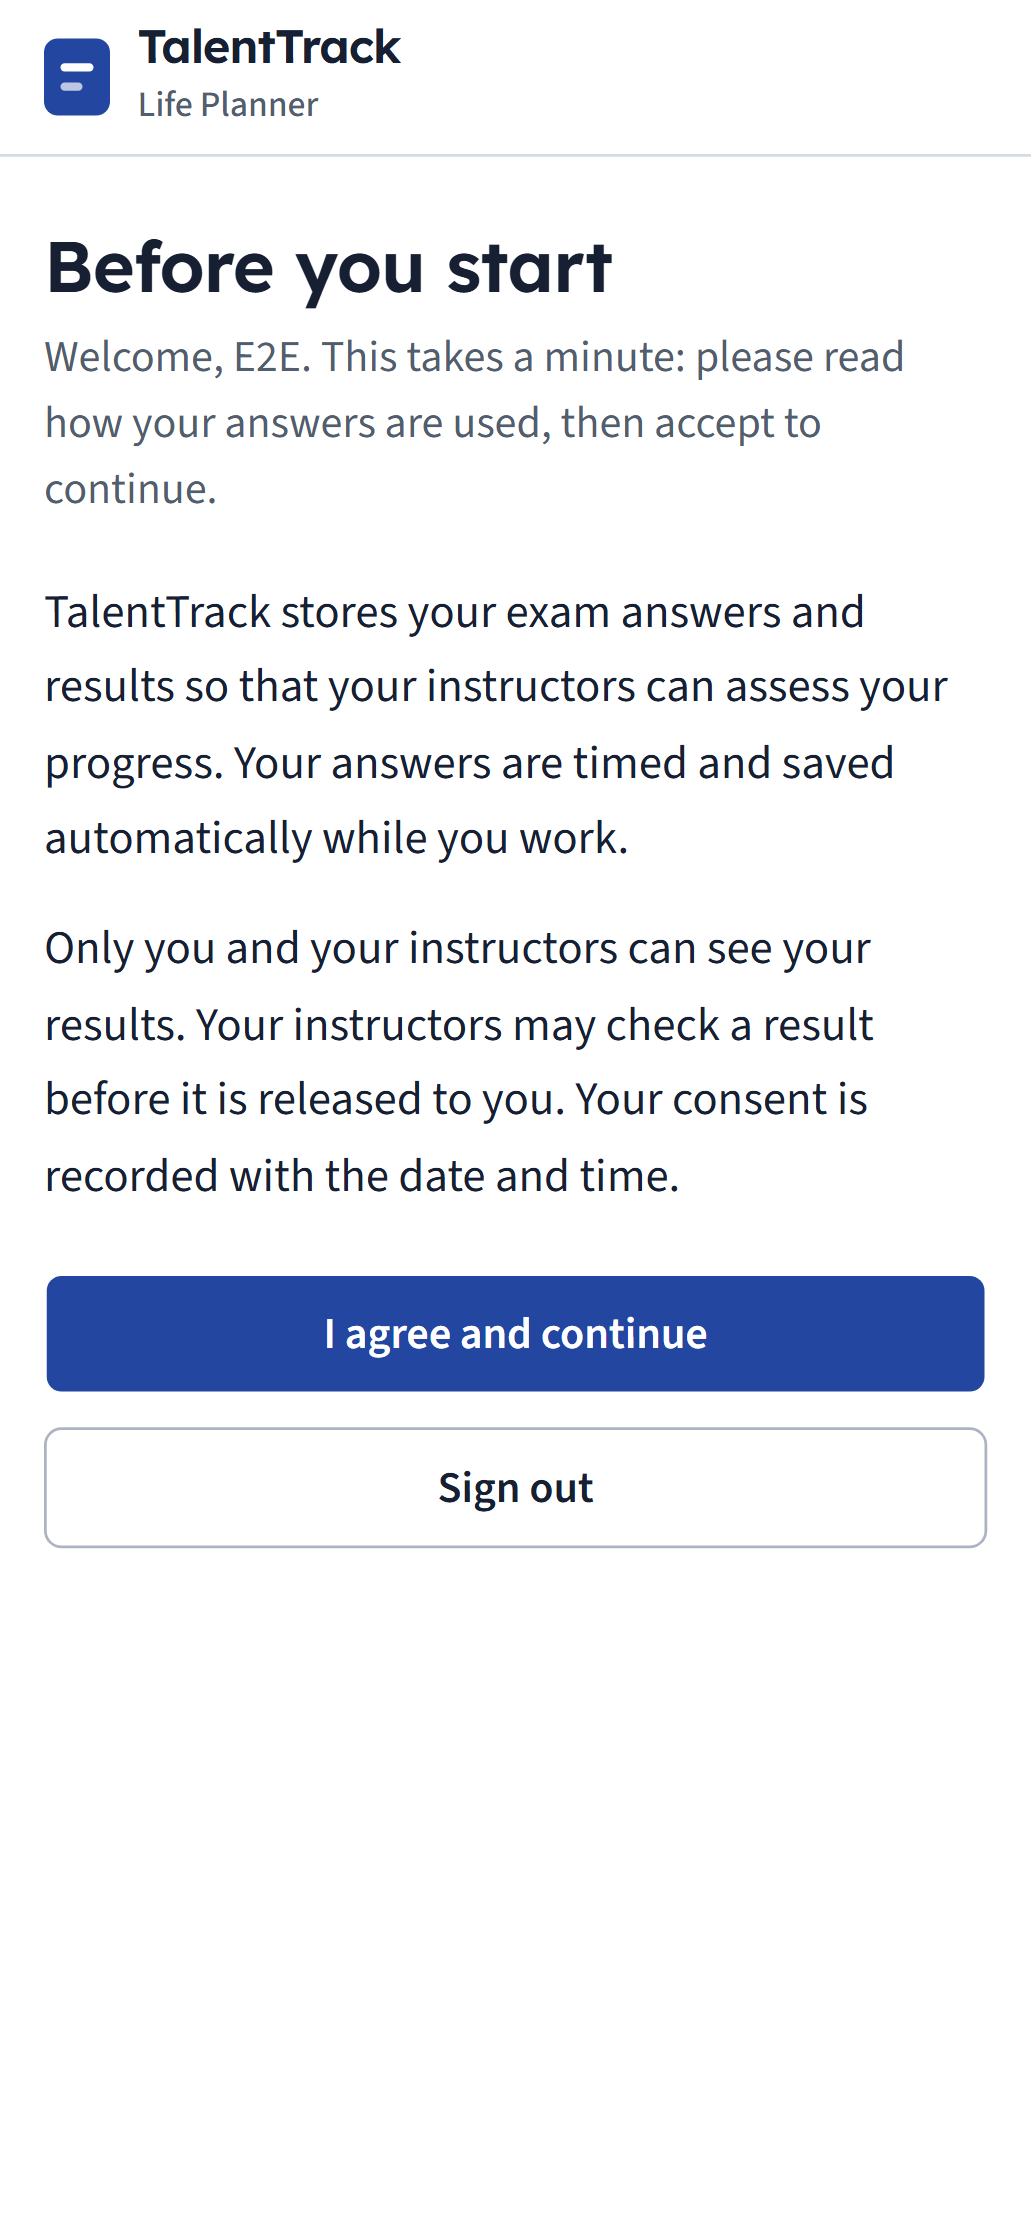 TalentTrack
Life Planner
Before you start
Welcome, E2E. This takes a minute: please read
how your answers are used, then accept to
continue.
TalentTrack stores your exam answers and
results so that your instructors can assess your
progress. Your answers are timed and saved
automatically while you work.
Only you and your instructors can see your
results. Your instructors may check a result
before it is released to you. Your consent is
recorded with the date and time.
I agree and continue
Sign out